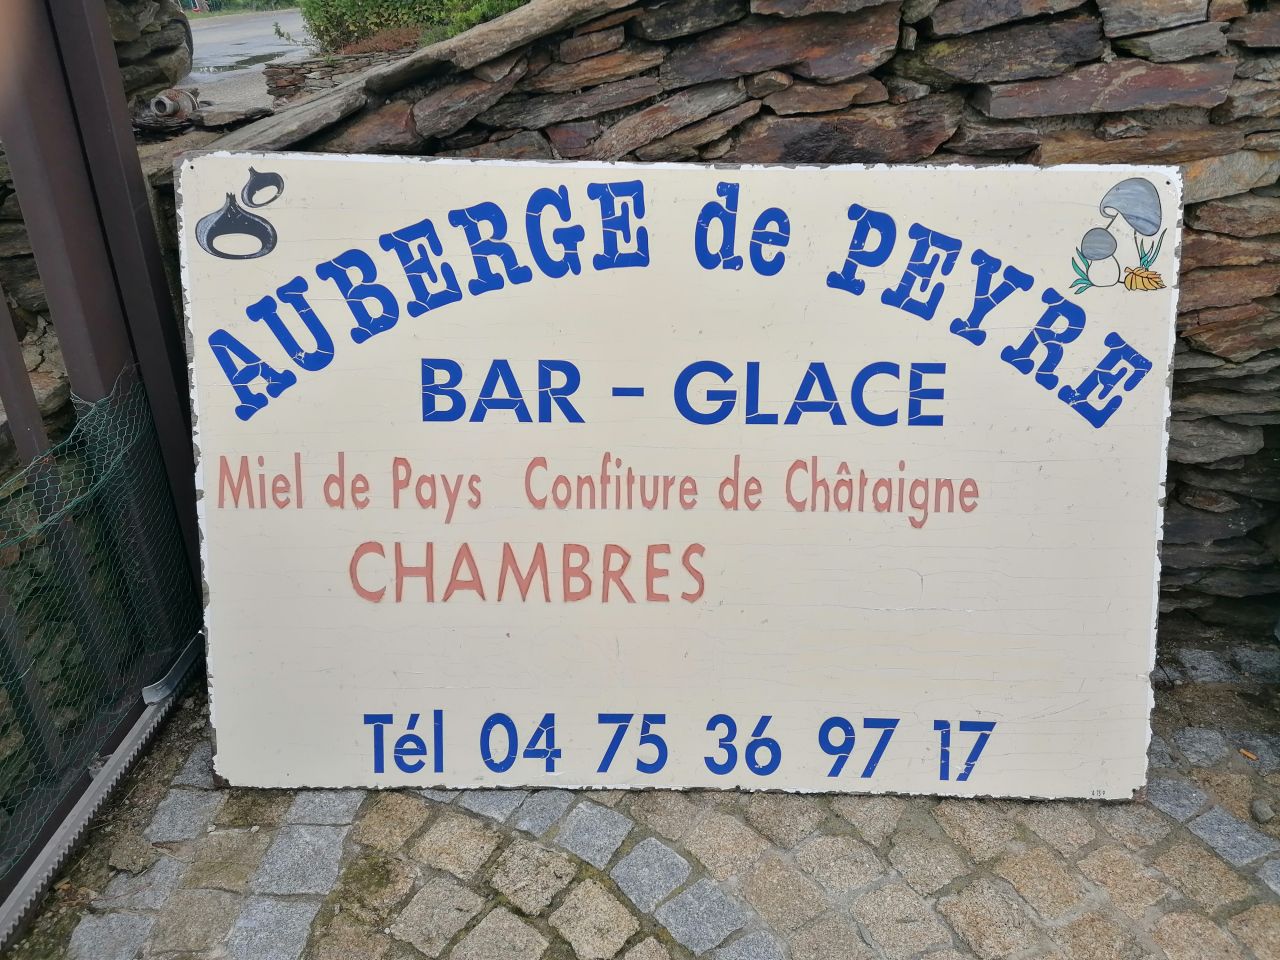 AUBERGE de PEYRE
BAR - GLACE
Miel de Pays Confiture de Châtaigne
CHAMBRES
Tél 04 75 36 97 17